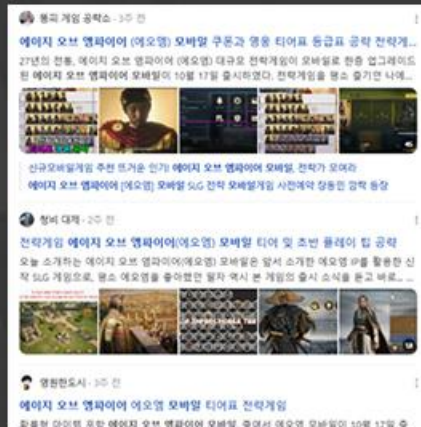 통피 게임 공략소 · 3주 전
에이지 오브 엠파이어 (에오엠) 모바일 쿠폰과 영웅 티어표 등급표 공략 전략게...
27년의 전통, 에이지 오브 엠파이어 (에오엠) 대규모 전략게임이 모바일로 한층 업그레이드
된 에이지 오브 엠파이어 모바일이 10월 17일 출시하였다. 전략게임을 평소 즐기던 나에...
신규모바일게임 추천 뜨거운 인기! 에이지 오브 엠파이어 모바일, 전략가 모여라
에이지 오브 엠파이어 [에오엠] 모바일 SLG 전략 모바일게임 사전예약 장동민 깜짝 등장
청비 대제 · 2주 전
전략게임 에이지 오브 엠파이어(에오엠) 모바일 티어 및 초반 플레이 팁 공략
오늘 소개하는 에이지 오브 엠파이어(에오엠) 모바일은 앞서 소개한 에오엠 IP를 활용한 신
작 SLG 게임으로, 평소 에오엠을 좋아했던 필자 역시 본 게임의 출시 소식을 듣고 바로...
영원한도시 · 3주 전
에이지 오브 엠파이어 에오엠 모바일 티어표 전략게임